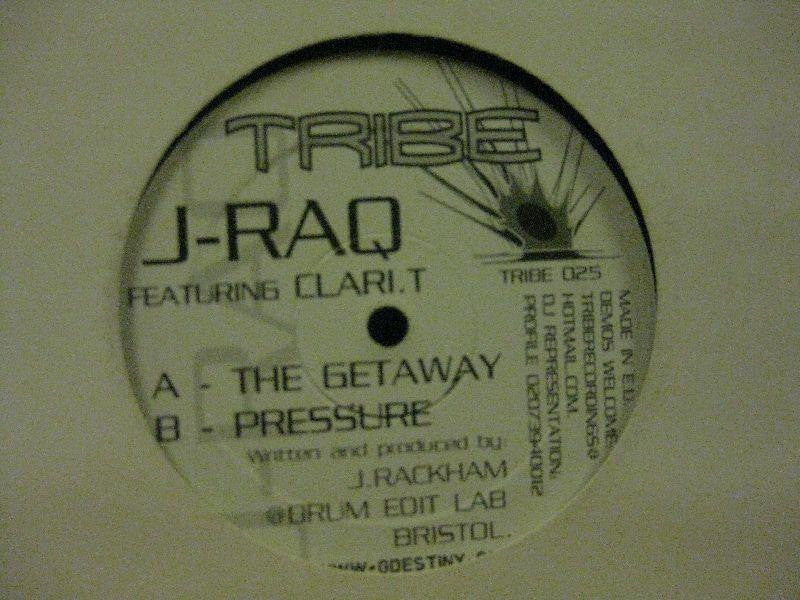 TRIBE
J-RAQ
FEATURING CLARI.T
TRIBE 025
A - THE GETAWAY
B - PRESSURE
Written and produced by:
J.RACKHAM
@DRUM EDIT LAB
BRISTOL.
MADE IN E.U.
DEMOS WELCOME
TRIBERECORDINGS@
HOTMAIL.COM
DJ REPRESENTATION:
PROFILE 02073940012